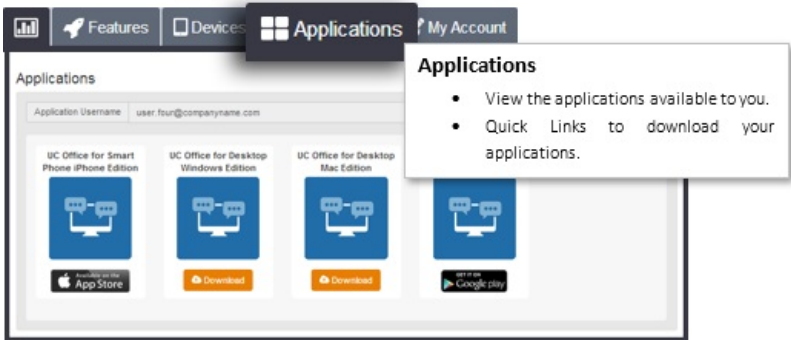 Features
Devices
Applications
My Account
Applications
• View the applications available to you.
• Quick Links to download your
applications.
Applications
Application Username user.four@companyname.com
UC Office for Smart
Phone iPhone Edition
UC Office for Desktop
Windows Edition
UC Office for Desktop
Mac Edition
Available on the
App Store
Download
Download
GET IT ON
Google play